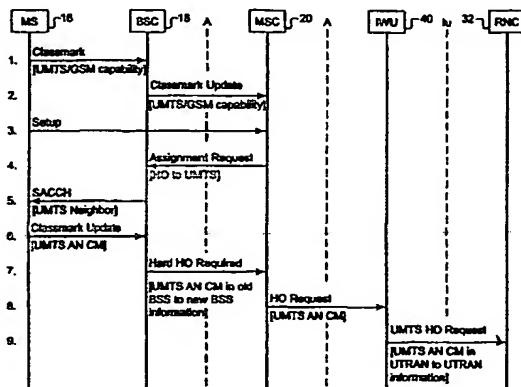 MS 16 BSC 18 A MSC 20 A IWU 40 Iu 32 RNC
1. Classmark
[UMTS/GSM capability]
2. Classmark Update
[UMTS/GSM capability]
3. Setup
4. Assignment Request
[HO to UMTS]
5. SACCH
[UMTS Neighbor]
6. Classmark Update
[UMTS AN CM]
7. Hard HO Required
[UMTS AN CM in old
BSS to new BSS
information]
8. HO Request
[UMTS AN CM]
9. UMTS HO Request
[UMTS AN CM in
UTRAN to UTRAN
information]